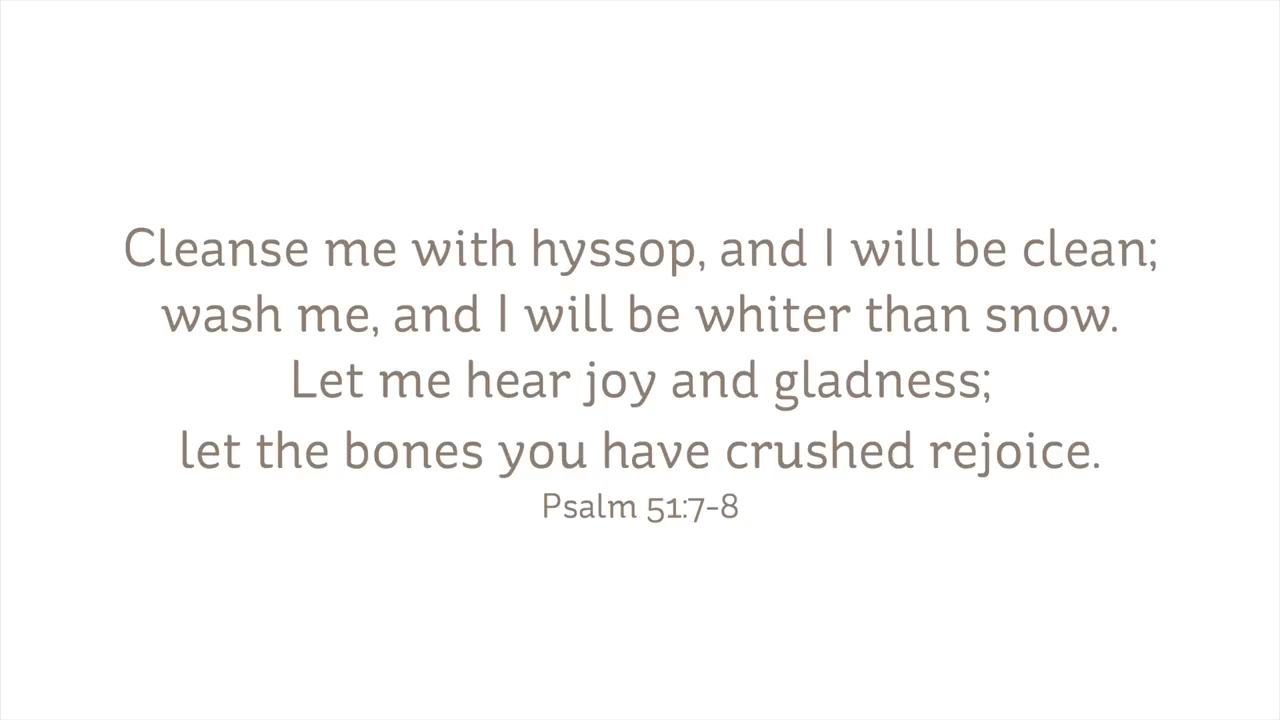 Cleanse me with hyssop, and I will be clean;
wash me, and I will be whiter than snow.
Let me hear joy and gladness;
let the bones you have crushed rejoice.
Psalm 51:7-8